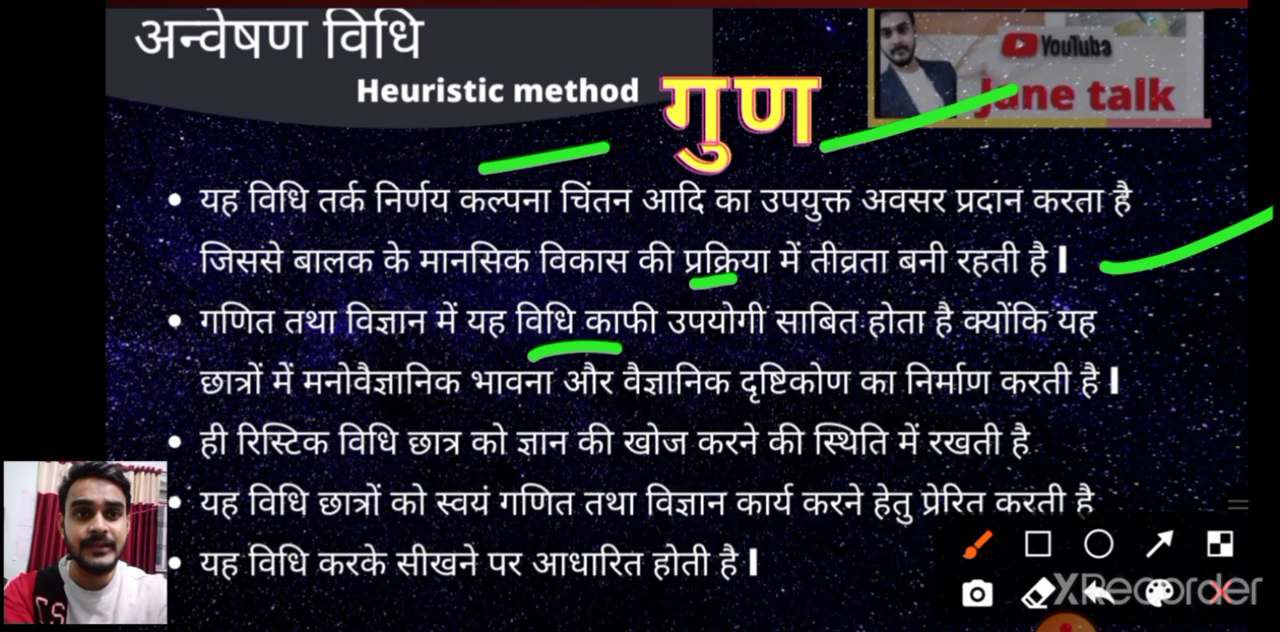 अन्वेषण विधि
Heuristic method
गुण
YouTube
Jane talk
• यह विधि तर्क निर्णय कल्पना चिंतन आदि का उपयुक्त अवसर प्रदान करता है
जिससे बालक के मानसिक विकास की प्रक्रिया में तीव्रता बनी रहती है I
• गणित तथा विज्ञान में यह विधि काफी उपयोगी साबित होता है क्योंकि यह
छात्रों में मनोवैज्ञानिक भावना और वैज्ञानिक दृष्टिकोण का निर्माण करती है I
• ही रिस्टिक विधि छात्र को ज्ञान की खोज करने की स्थिति में रखती है
• यह विधि छात्रों को स्वयं गणित तथा विज्ञान कार्य करने हेतु प्रेरित करती है
• यह विधि करके सीखने पर आधारित होती है I
XRecorder